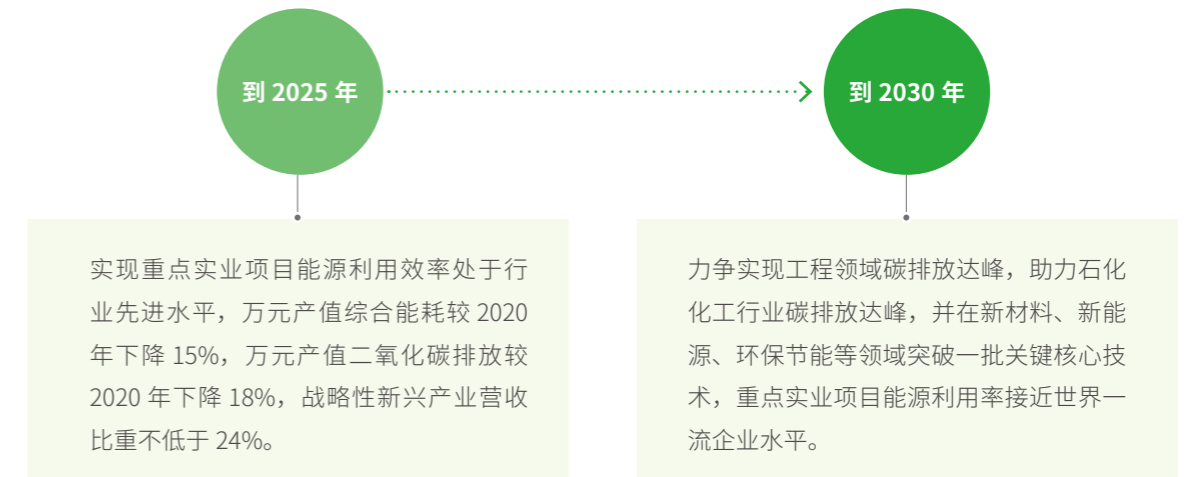 到 2025 年
到 2030 年
实现重点实业项目能源利用效率处于行
业先进水平，万元产值综合能耗较 2020
年下降 15%，万元产值二氧化碳排放较
2020 年下降 18%，战略性新兴产业营收
比重不低于 24%。
力争实现工程领域碳排放达峰，助力石化
化工行业碳排放达峰，并在新材料、新能
源、环保节能等领域突破一批关键核心技
术，重点实业项目能源利用率接近世界一
流企业水平。